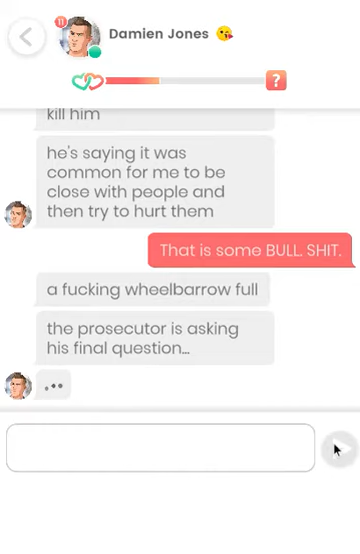 11
Damien Jones 😘
?
kill him
he's saying it was
common for me to be
close with people and
then try to hurt them
That is some BULL. SHIT.
a fucking wheelbarrow full
the prosecutor is asking
his final question...